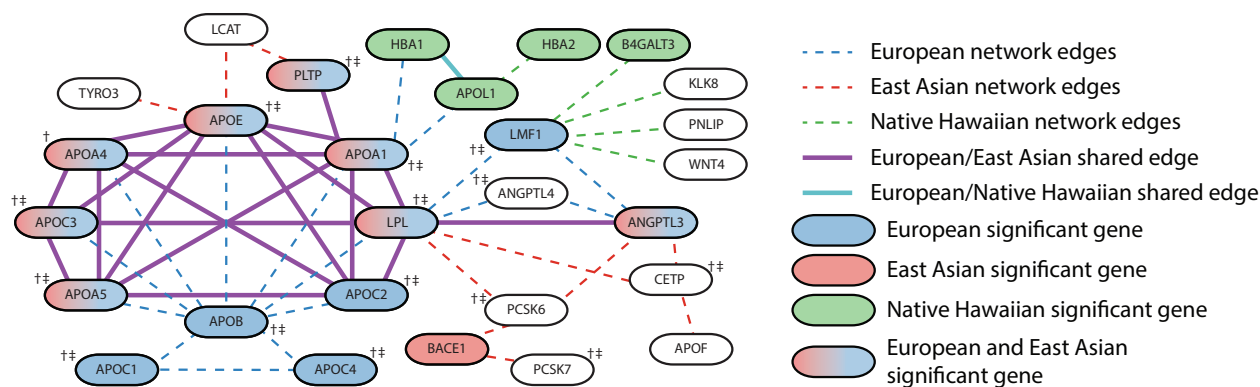 LCAT
HBA1
HBA2
B4GALT3
PLTP
†‡
KLK8
TYRO3
APOL1
APOE
†‡
LMF1
PNLIP
†
APOA4
APOA1
†‡
†‡
WNT4
†‡
ANGPTL4
†‡
APOC3
†‡
LPL
ANGPTL3
†‡
APOA5
APOC2
CETP
†‡
†‡
PCSK6
APOB
†‡
BACE1
APOF
†‡
APOC1
APOC4
†‡
PCSK7
†‡
European network edges
East Asian network edges
Native Hawaiian network edges
European/East Asian shared edge
European/Native Hawaiian shared edge
European significant gene
East Asian significant gene
Native Hawaiian significant gene
European and East Asian
significant gene